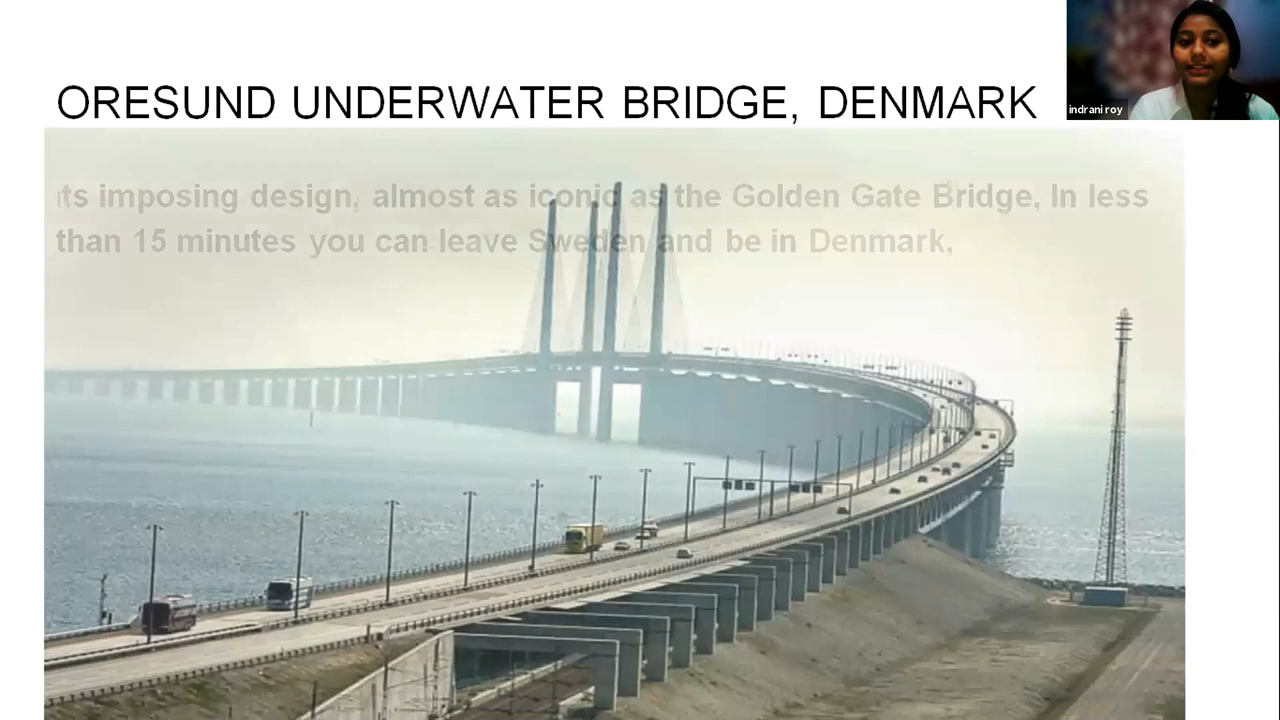 ORESUND UNDERWATER BRIDGE, DENMARK
indrani roy
its imposing design, almost as iconic as the Golden Gate Bridge, In less
than 15 minutes you can leave Sweden and be in Denmark,